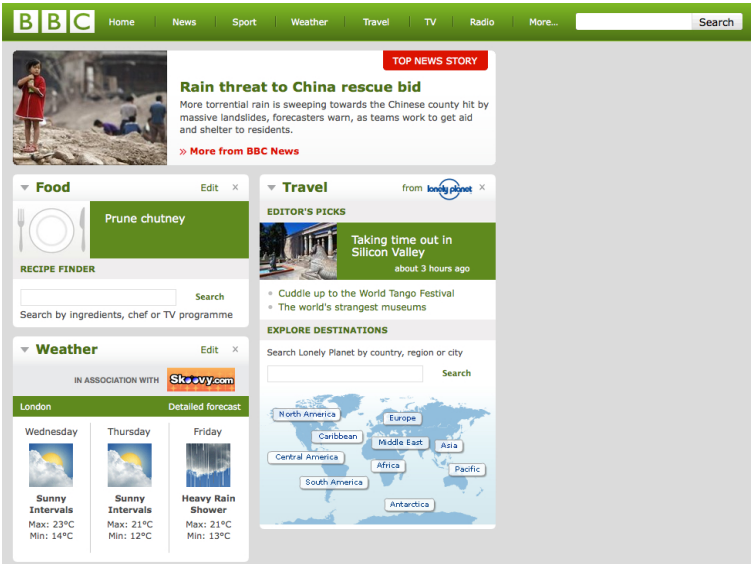 BBC Home News Sport Weather Travel TV Radio More... Search
TOP NEWS STORY
Rain threat to China rescue bid
More torrential rain is sweeping towards the Chinese county hit by
massive landslides, forecasters warn, as teams work to get aid
and shelter to residents.
» More from BBC News
Food Edit x
Prune chutney
RECIPE FINDER
Search
Search by ingredients, chef or TV programme
Weather Edit x
IN ASSOCIATION WITH Skoovy.com
London Detailed forecast
Wednesday Thursday Friday
Sunny Sunny Heavy Rain
Intervals Intervals Shower
Max: 23°C Max: 21°C Max: 21°C
Min: 14°C Min: 12°C Min: 13°C
Travel from lonely planet x
EDITOR'S PICKS
Taking time out in
Silicon Valley
about 3 hours ago
Cuddle up to the World Tango Festival
The world's strangest museums
EXPLORE DESTINATIONS
Search Lonely Planet by country, region or city
Search
North America
Europe
Caribbean
Middle East
Asia
Central America
Africa
Pacific
South America
Antarctica